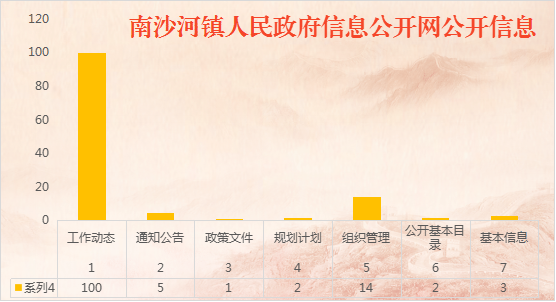 南沙河镇人民政府信息公开网公开信息
120
100
80
60
40
20
0
工作动态 通知公告 政策文件 规划计划 组织管理 公开基本目录 基本信息
1 2 3 4 5 6 7
系列4 100 5 1 2 14 2 3